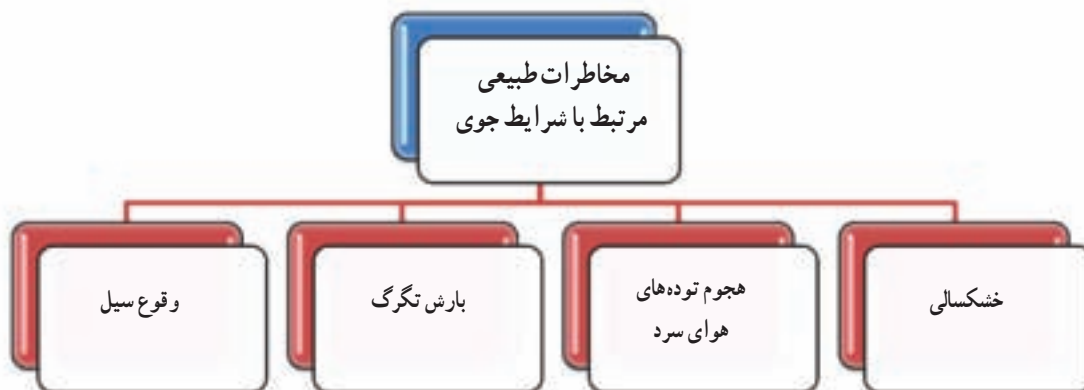 مخاطرات طبیعی
مرتبط با شرایط جوی
خشکسالی
هجوم توده‌های
هوای سرد
بارش تگرگ
وقوع سیل